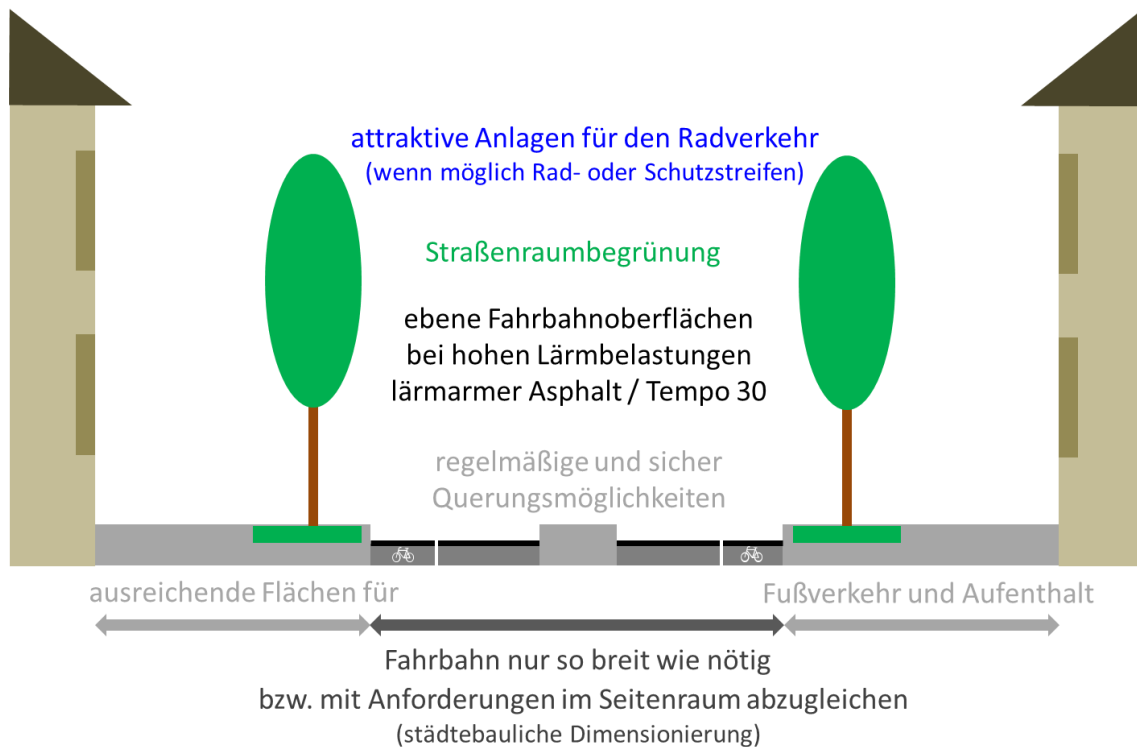 attraktive Anlagen für den Radverkehr
(wenn möglich Rad- oder Schutzstreifen)
Straßenraumbegrünung
ebene Fahrbahnoberflächen
bei hohen Lärmbelastungen
lärmarmer Asphalt / Tempo 30
regelmäßige und sicher
Querungsmöglichkeiten
ausreichende Flächen für
Fußverkehr und Aufenthalt
Fahrbahn nur so breit wie nötig
bzw. mit Anforderungen im Seitenraum abzugleichen
(städtebauliche Dimensionierung)